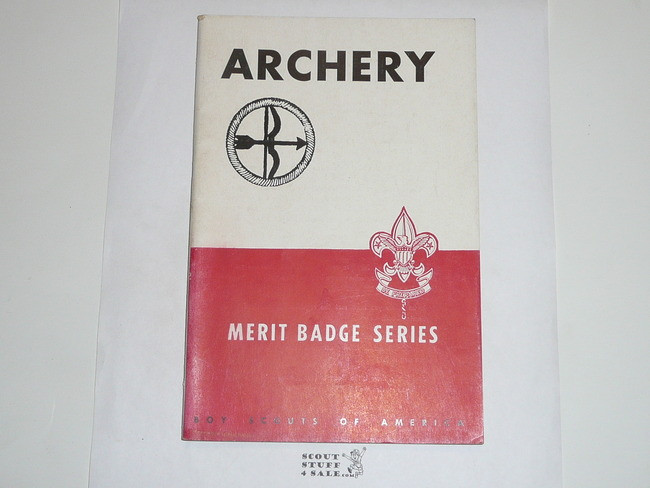 ARCHERY
BE PREPARED
MERIT BADGE SERIES
BOY SCOUTS OF AMERICA
SCOUT
STUFF
4 SALE.com